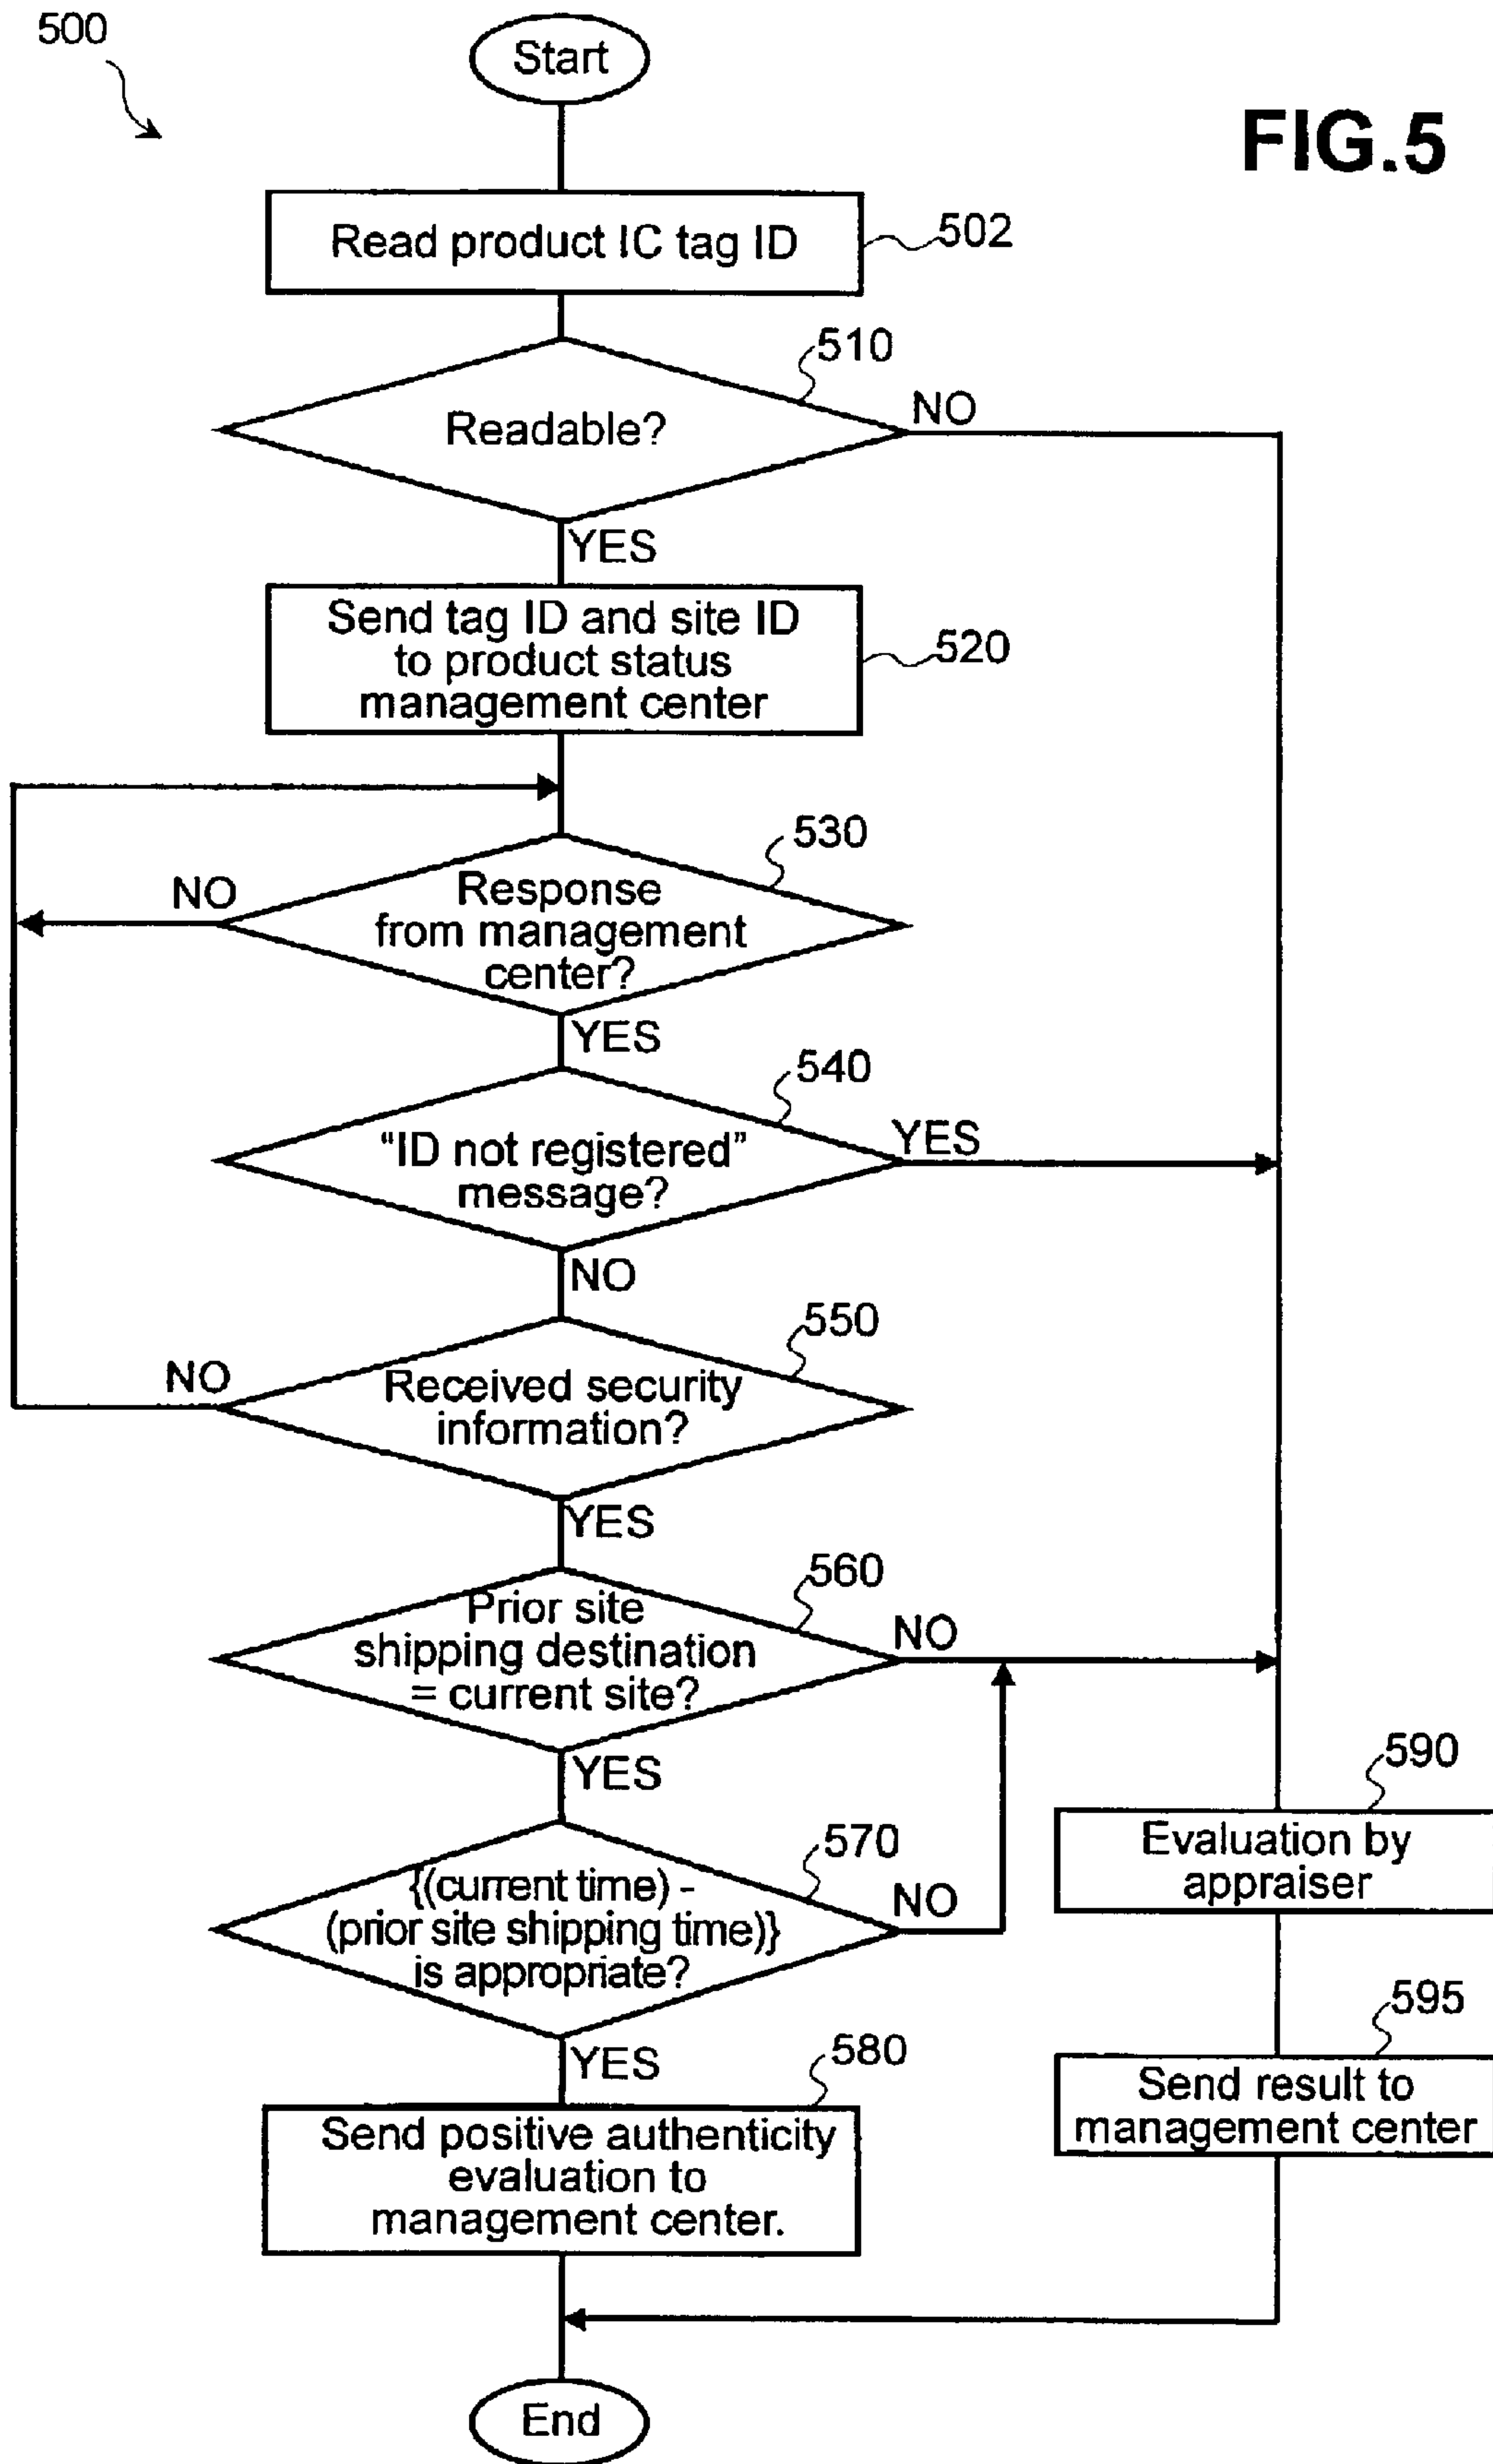 500
Start
FIG.5
Read product IC tag ID
502
510
Readable?
NO
YES
Send tag ID and site ID
to product status
management center
520
530
NO
Response
from management
center?
YES
540
"ID not registered"
message?
YES
NO
550
NO
Received security
information?
YES
560
Prior site
shipping destination
= current site?
NO
YES
590
Evaluation by
appraiser
570
{(current time) -
(prior site shipping time)}
is appropriate?
NO
YES
595
Send result to
management center
580
Send positive authenticity
evaluation to
management center.
End